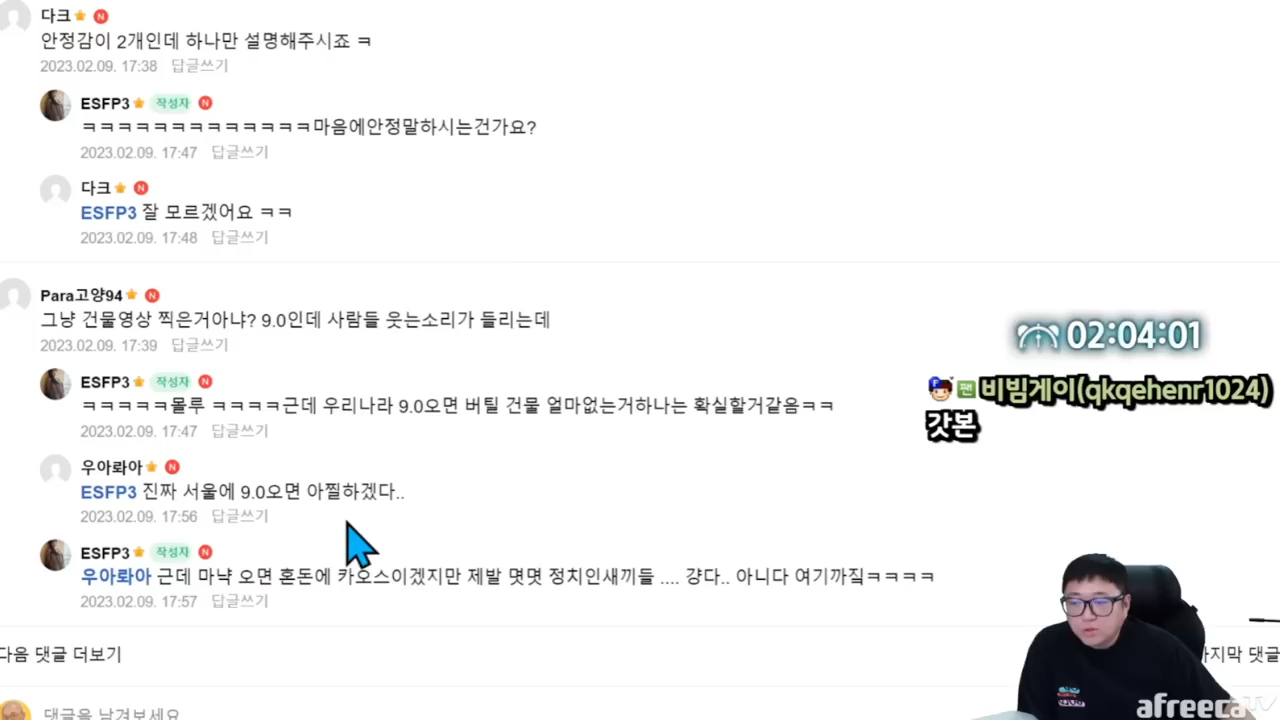 다크 N
안정감이 2개인데 하나만 설명해주시죠 ㅋ
2023.02.09. 17:38 답글쓰기
ESFP3 작성자 N
ㅋㅋㅋㅋㅋㅋㅋㅋㅋㅋㅋㅋㅋ마음에안정말하시는건가요?
2023.02.09. 17:47 답글쓰기
다크 N
ESFP3 잘 모르겠어요 ㅋㅋ
2023.02.09. 17:48 답글쓰기
Para고양94 N
그냥 건물영상 찍은거아냐? 9.0인데 사람들 웃는소리가 들리는데
2023.02.09. 17:39 답글쓰기
ESFP3 작성자 N
ㅋㅋㅋㅋㅋ몰루 ㅋㅋㅋㅋ근데 우리나라 9.0오면 버틸 건물 얼마없는거하나는 확실할거같음ㅋㅋ
2023.02.09. 17:47 답글쓰기
우아롸아 N
ESFP3 진짜 서울에 9.0오면 아찔하겠다..
2023.02.09. 17:56 답글쓰기
ESFP3 작성자 N
우아롸아 근데 마냑 오면 혼돈에 카오스이겠지만 제발 몃몃 정치인새끼들 .... 걍다.. 아니다 여기까짘ㅋㅋㅋㅋ
2023.02.09. 17:57 답글쓰기
다음 댓글 더보기
마지막 댓글
댓글을 남겨보세요
02:04:01
F 팬 비빔게이(qkqehenr1024)
갓본
afreecaTV